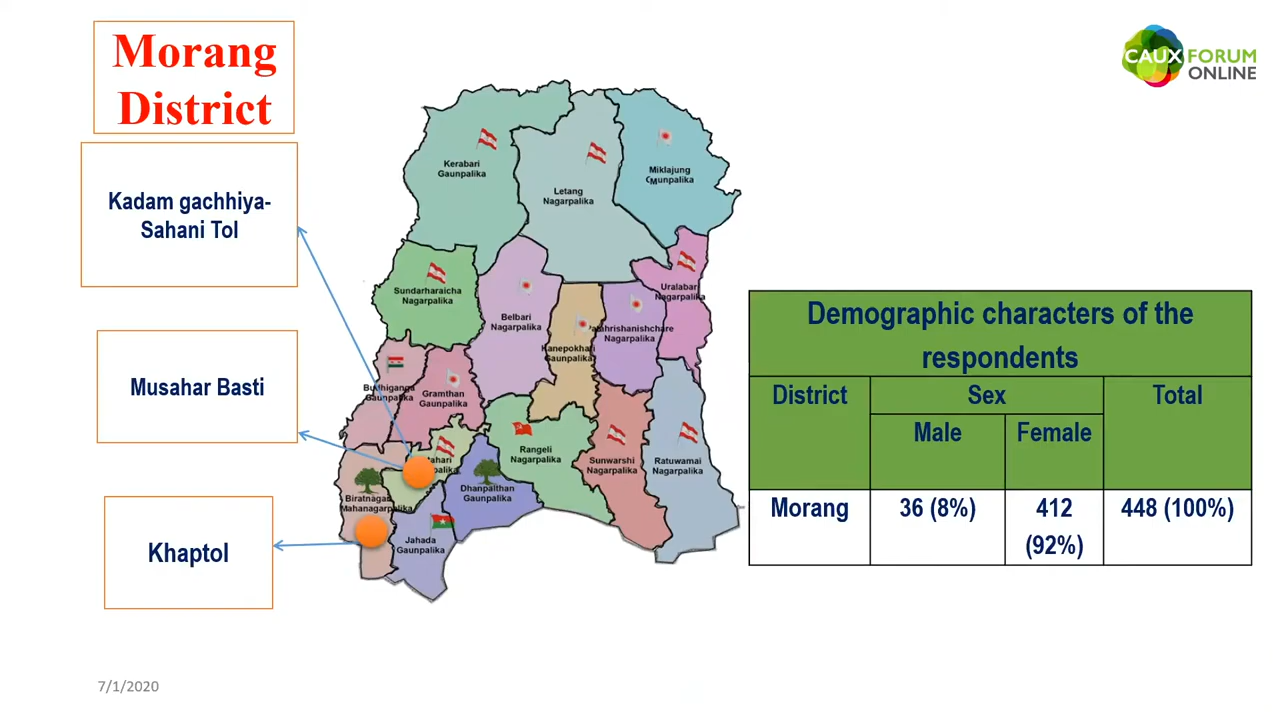 Morang
District
CAUX FORUM
ONLINE
Kadam gachhiya-
Sahani Tol
Musahar Basti
Khaptol
Kerabari
Gaunpalika
Letang
Nagarpalika
Miklajung
Sundarharaicha
Nagarpalika
Belbari
Nagarpalika
Uralabari
Nagarpalika
Kanepokhari
Gaunpalika
Nagarpalika
Gramthan
Gaunpalika
Rangeli
Nagarpalika
Sunwarshi
Nagarpalika
Ratuwamai
Nagarpalika
Dhanpalthan
Gaunpalika
Biratnagar
Mahanagarpalika
Jahada
Gaunpalika
Demographic characters of the
respondents
District Sex Total
Male Female
Morang 36 (8%) 412 448 (100%)
(92%)
7/1/2020